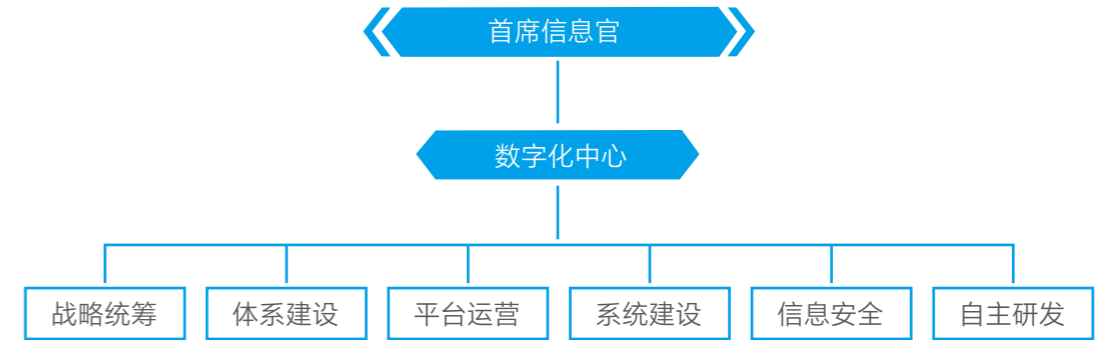 首席信息官
数字化中心
战略统筹
体系建设
平台运营
系统建设
信息安全
自主研发